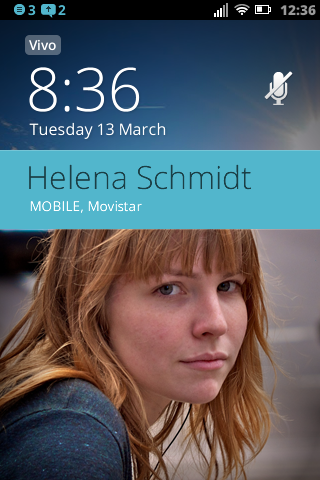 3 2 12:36
Vivo
8:36
Tuesday 13 March
Helena Schmidt
MOBILE, Movistar